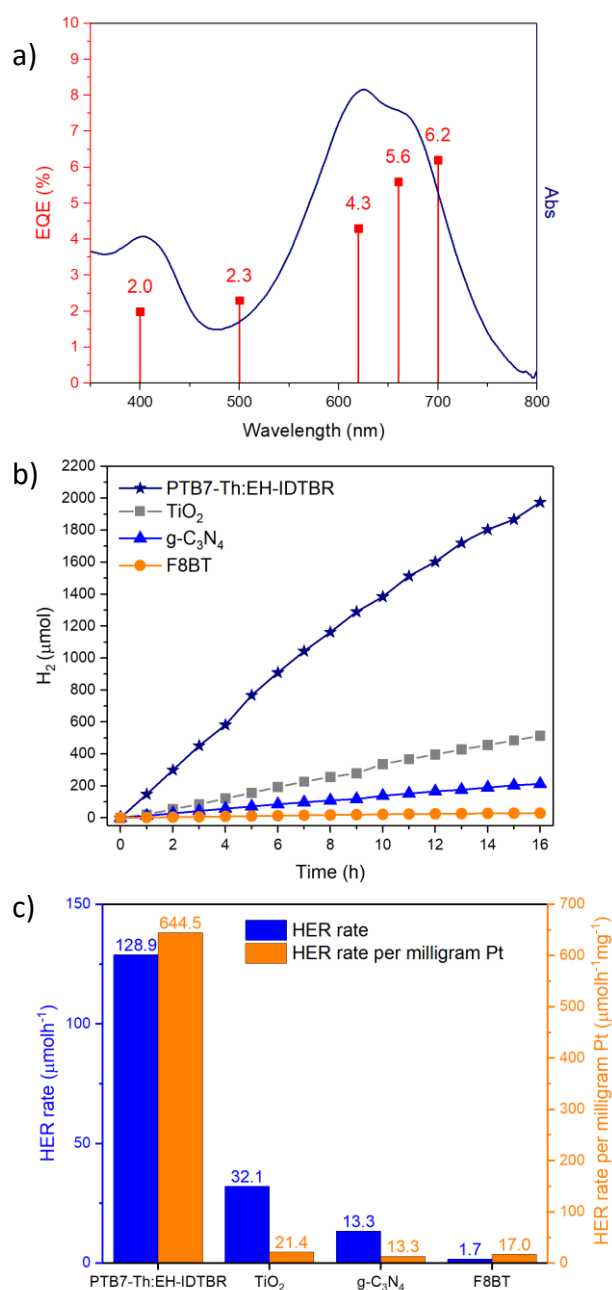 a)
10
9
8
7
6
5
4
3
2
1
0
EQE (%)
2.0
2.3
4.3
5.6
6.2
Abs
400 500 600 700 800
Wavelength (nm)
b)
2200
2000
1800
1600
1400
1200
1000
800
600
400
200
0
H₂ (μmol)
PTB7-Th:EH-IDTBR
TiO₂
g-C₃N₄
F8BT
0 2 4 6 8 10 12 14 16
Time (h)
c)
150
100
50
0
HER rate (μmolh⁻¹)
HER rate
HER rate per milligram Pt
128.9
644.5
32.1
21.4
13.3
13.3
1.7
17.0
700
600
500
400
300
200
150
100
0
HER rate per milligram Pt (μmolh⁻¹mg⁻¹)
PTB7-Th:EH-IDTBR TiO₂ g-C₃N₄ F8BT